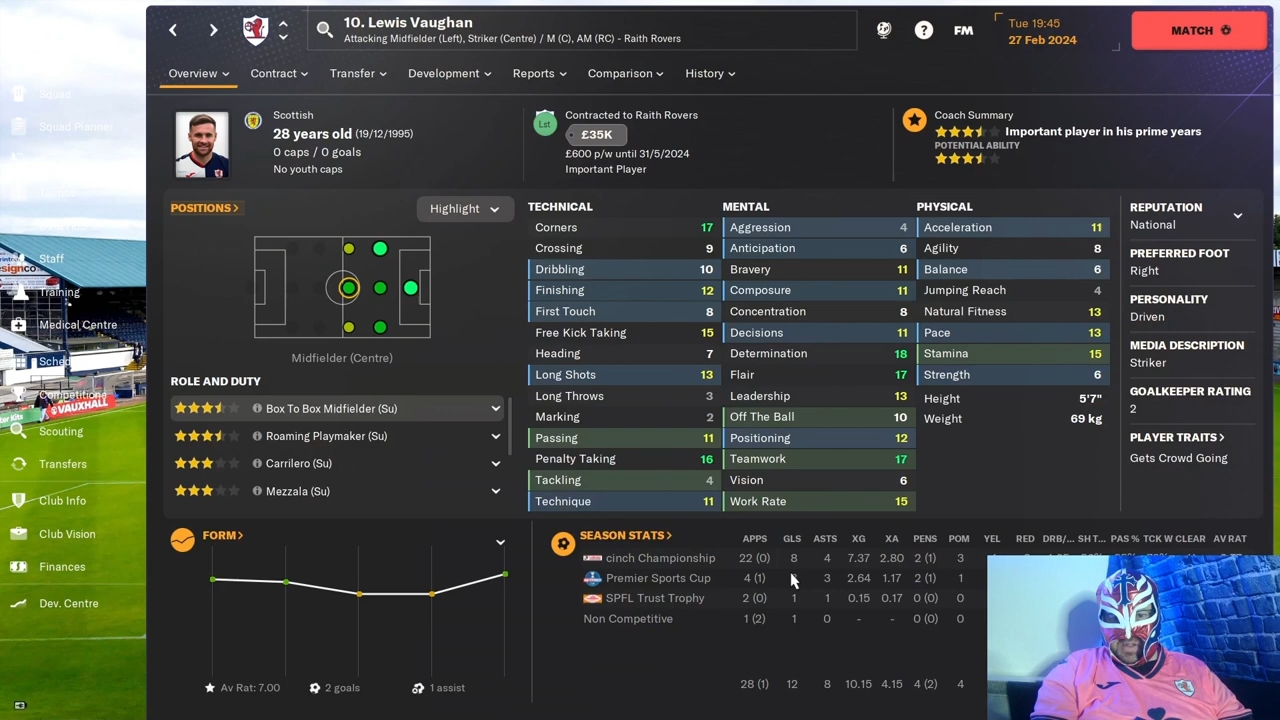 10. Lewis Vaughan
Attacking Midfielder (Left), Striker (Centre) / M (C), AM (RC) - Raith Rovers
FM
Tue 19:45
27 Feb 2024
MATCH
Overview
Contract
Transfer
Development
Reports
Comparison
History
Squad
Squad Planner
Staff
Training
Medical Centre
Sched
Competitions
VAUXHALL
Scouting
Transfers
Club Info
Club Vision
Finances
Dev. Centre
Scottish
28 years old (19/12/1995)
0 caps / 0 goals
No youth caps
Lst
Contracted to Raith Rovers
£35K
£600 p/w until 31/5/2024
Important Player
Coach Summary
Important player in his prime years
POTENTIAL ABILITY
POSITIONS >
Highlight
Midfielder (Centre)
ROLE AND DUTY
Box To Box Midfielder (Su)
Roaming Playmaker (Su)
Carrilero (Su)
Mezzala (Su)
TECHNICAL
Corners 17
Crossing 9
Dribbling 10
Finishing 12
First Touch 8
Free Kick Taking 15
Heading 7
Long Shots 13
Long Throws 3
Marking 2
Passing 11
Penalty Taking 16
Tackling 4
Technique 11
MENTAL
Aggression 4
Anticipation 6
Bravery 11
Composure 11
Concentration 8
Decisions 11
Determination 18
Flair 17
Leadership 13
Off The Ball 10
Positioning 12
Teamwork 17
Vision 6
Work Rate 15
PHYSICAL
Acceleration 11
Agility 8
Balance 6
Jumping Reach 4
Natural Fitness 13
Pace 13
Stamina 15
Strength 6
Height 5'7"
Weight 69 kg
REPUTATION
National
PREFERRED FOOT
Right
PERSONALITY
Driven
MEDIA DESCRIPTION
Striker
GOALKEEPER RATING
2
PLAYER TRAITS >
Gets Crowd Going
FORM >
Av Rat: 7.00 2 goals 1 assist
SEASON STATS > APPS GLS ASTS XG XA PENS POM YEL RED DRB/... SH T... PAS % TCK W CLEAR AV RAT
cinch Championship 22 (0) 8 4 7.37 2.80 2 (1) 3
Premier Sports Cup 4 (1) 3 2.64 1.17 2 (1) 1
SPFL Trust Trophy 2 (0) 1 1 0.15 0.17 0 (0) 0
Non Competitive 1 (2) 1 0 - - 0 (0) 0
28 (1) 12 8 10.15 4.15 4 (2) 4